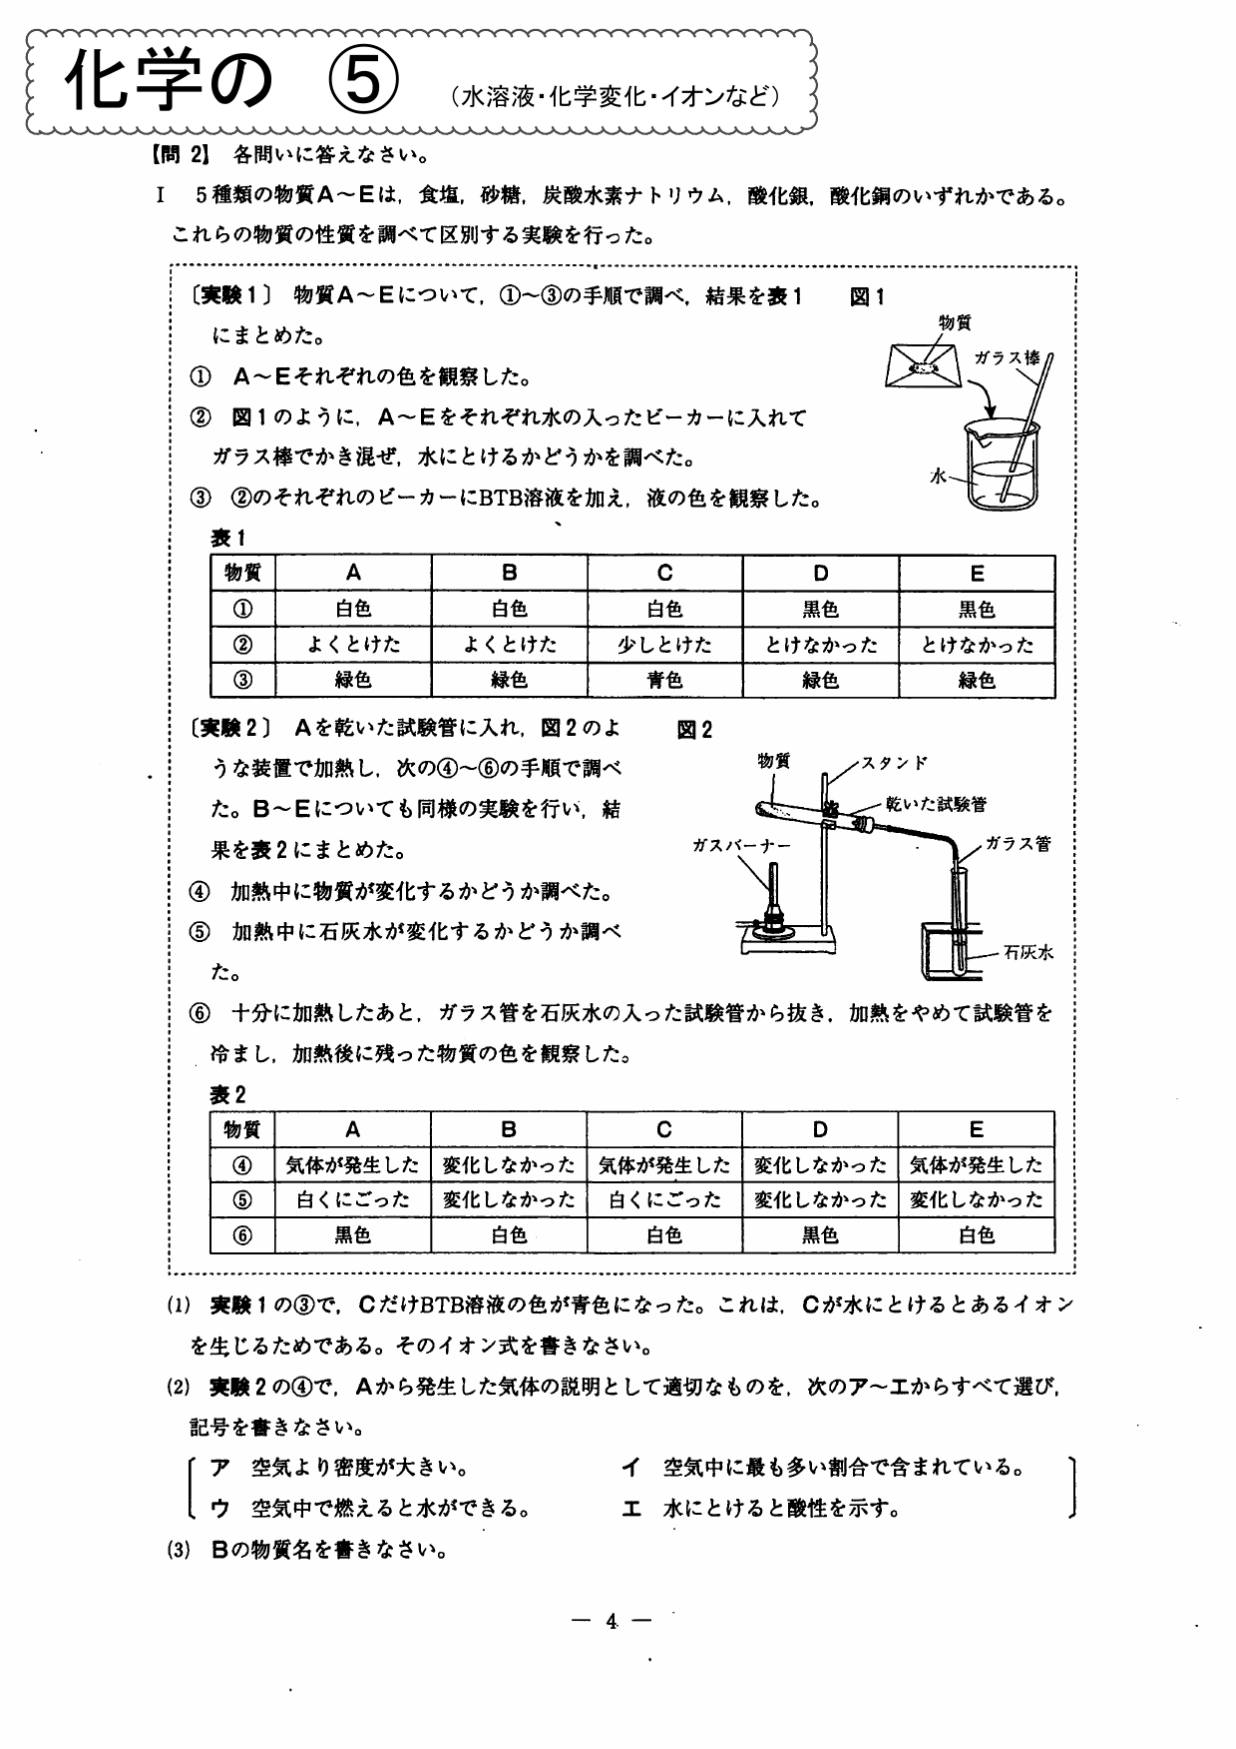 化学の ⑤ （水溶液・化学変化・イオンなど）
【問 2】 各問いに答えなさい。
Ⅰ 5種類の物質A～Eは，食塩，砂糖，炭酸水素ナトリウム，酸化銀，酸化銅のいずれかである。
これらの物質の性質を調べて区別する実験を行った。
〔実験1〕 物質A～Eについて，①～③の手順で調べ，結果を表1
にまとめた。
① A～Eそれぞれの色を観察した。
② 図1のように，A～Eをそれぞれ水の入ったビーカーに入れて
ガラス棒でかき混ぜ，水にとけるかどうかを調べた。
③ ②のそれぞれのビーカーにBTB溶液を加え，液の色を観察した。
図1
物質
ガラス棒
水
表1
物質 A B C D E
① 白色 白色 白色 黒色 黒色
② よくとけた よくとけた 少しとけた とけなかった とけなかった
③ 緑色 緑色 青色 緑色 緑色
〔実験2〕 Aを乾いた試験管に入れ，図2のよ
うな装置で加熱し，次の④～⑥の手順で調べ
た。B～Eについても同様の実験を行い，結
果を表2にまとめた。
④ 加熱中に物質が変化するかどうか調べた。
⑤ 加熱中に石灰水が変化するかどうか調べ
た。
図2
物質
スタンド
乾いた試験管
ガスバーナー
ガラス管
石灰水
⑥ 十分に加熱したあと，ガラス管を石灰水の入った試験管から抜き，加熱をやめて試験管を
冷まし，加熱後に残った物質の色を観察した。
表2
物質 A B C D E
④ 気体が発生した 変化しなかった 気体が発生した 変化しなかった 気体が発生した
⑤ 白くにごった 変化しなかった 白くにごった 変化しなかった 変化しなかった
⑥ 黒色 白色 白色 黒色 白色
(1) 実験1の③で，CだけBTB溶液の色が青色になった。これは，Cが水にとけるとあるイオン
を生じるためである。そのイオン式を書きなさい。
(2) 実験2の④で，Aから発生した気体の説明として適切なものを，次のア～エからすべて選び，
記号を書きなさい。
ア 空気より密度が大きい。 イ 空気中に最も多い割合で含まれている。
ウ 空気中で燃えると水ができる。 エ 水にとけると酸性を示す。
(3) Bの物質名を書きなさい。
― 4 ―